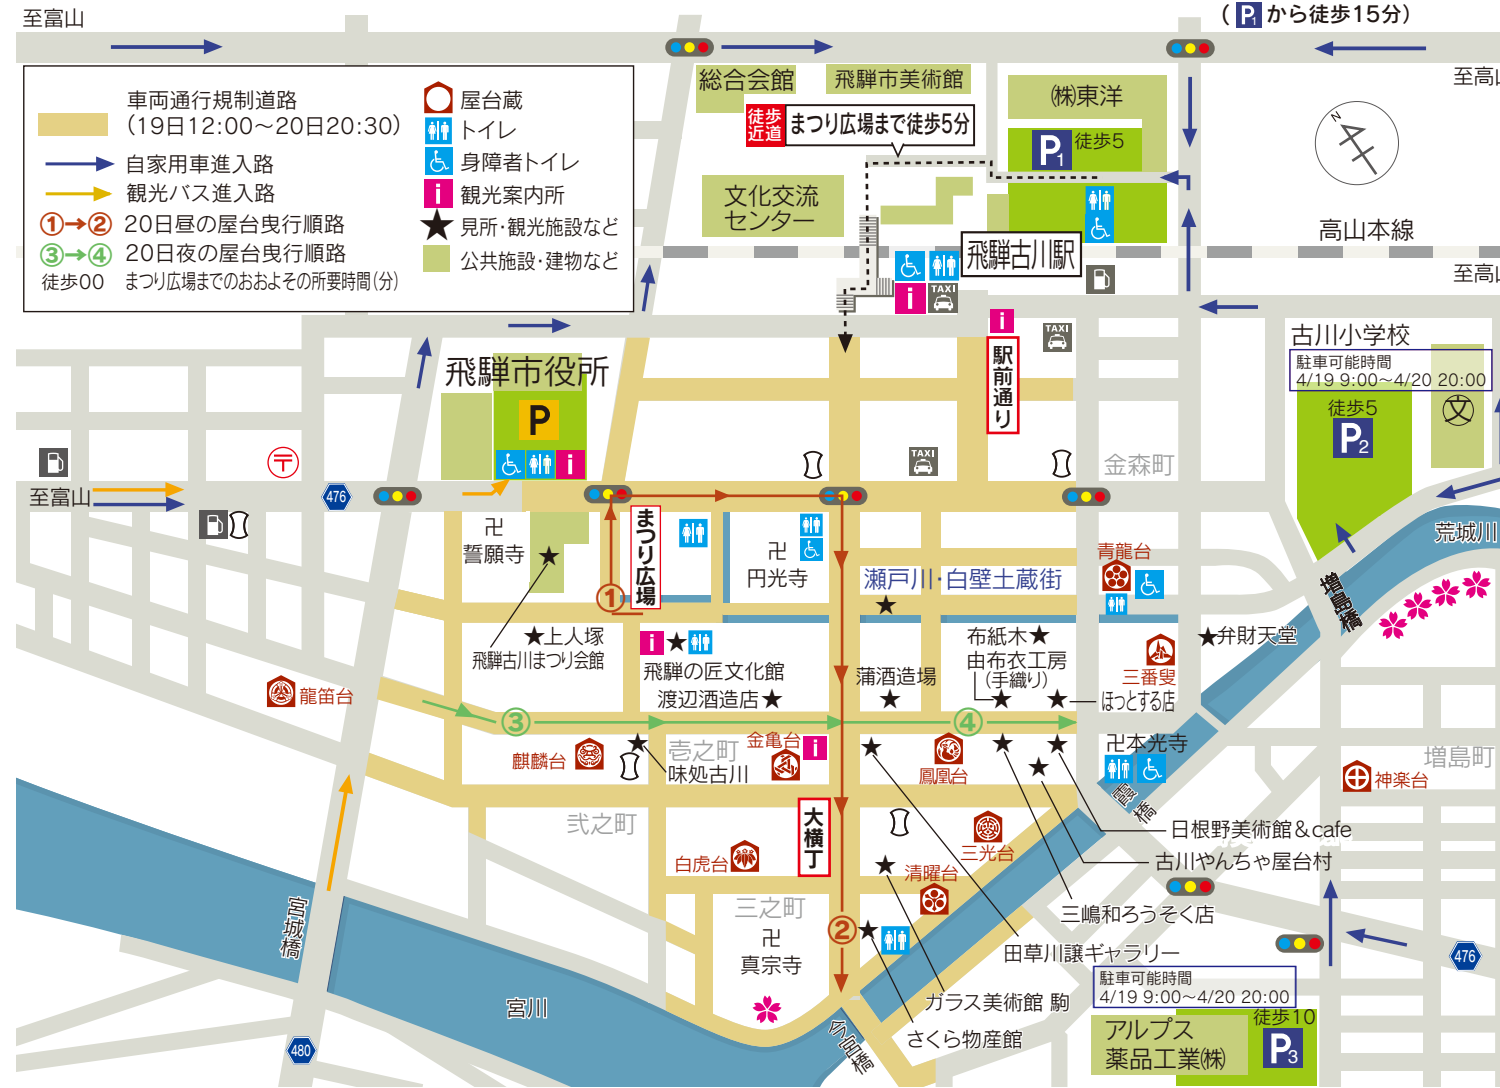 至富山
(P1から徒歩15分)
至高山
車両通行規制道路
(19日12:00〜20日20:30)
自家用車進入路
観光バス進入路
①→② 20日昼の屋台曳行順路
③→④ 20日夜の屋台曳行順路
徒歩00 まつり広場までのおおよその所要時間(分)
屋台蔵
トイレ
身障者トイレ
i 観光案内所
見所・観光施設など
公共施設・建物など
総合会館
飛騨市美術館
㈱東洋
徒歩
近道
まつり広場まで徒歩5分
P1 徒歩5
文化交流
センター
N
高山本線
飛騨古川駅
至高山
i
TAXI
i
TAXI
駅前通り
古川小学校
駐車可能時間
4/19 9:00〜4/20 20:00
徒歩5
P2
文
飛騨市役所
P
i
〒
TAXI
金森町
至富山
476
荒城川
卍
誓願寺
まつり広場
卍
円光寺
瀬戸川・白壁土蔵街
青龍台
増島橋
①
★上人塚
飛騨古川まつり会館
i
飛騨の匠文化館
渡辺酒造店★
蒲酒造場
布紙木★
由布衣工房
(手織り)
三番叟
★弁財天堂
ほっとする店
龍笛台
③
④
麒麟台
壱之町
味処古川
金亀台
i
鳳凰台
卍本光寺
増島町
神楽台
霞橋
弐之町
大横丁
日根野美術館&cafe
三光台
古川やんちゃ屋台村
白虎台
清曜台
三之町
三嶋和ろうそく店
宮城橋
卍
真宗寺
②
田草川譲ギャラリー
476
駐車可能時間
4/19 9:00〜4/20 20:00
宮川
ガラス美術館 駒
徒歩10
さくら物産館
今宮橋
アルプス
薬品工業㈱
P3
480